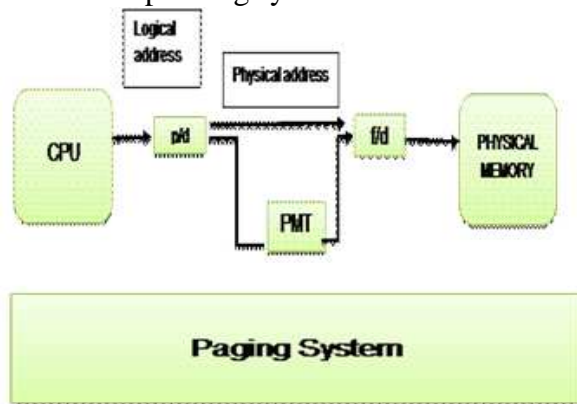 Logical
address
Physical address
CPU
p/d
f/d
PHYSICAL
MEMORY
PMT
Paging System